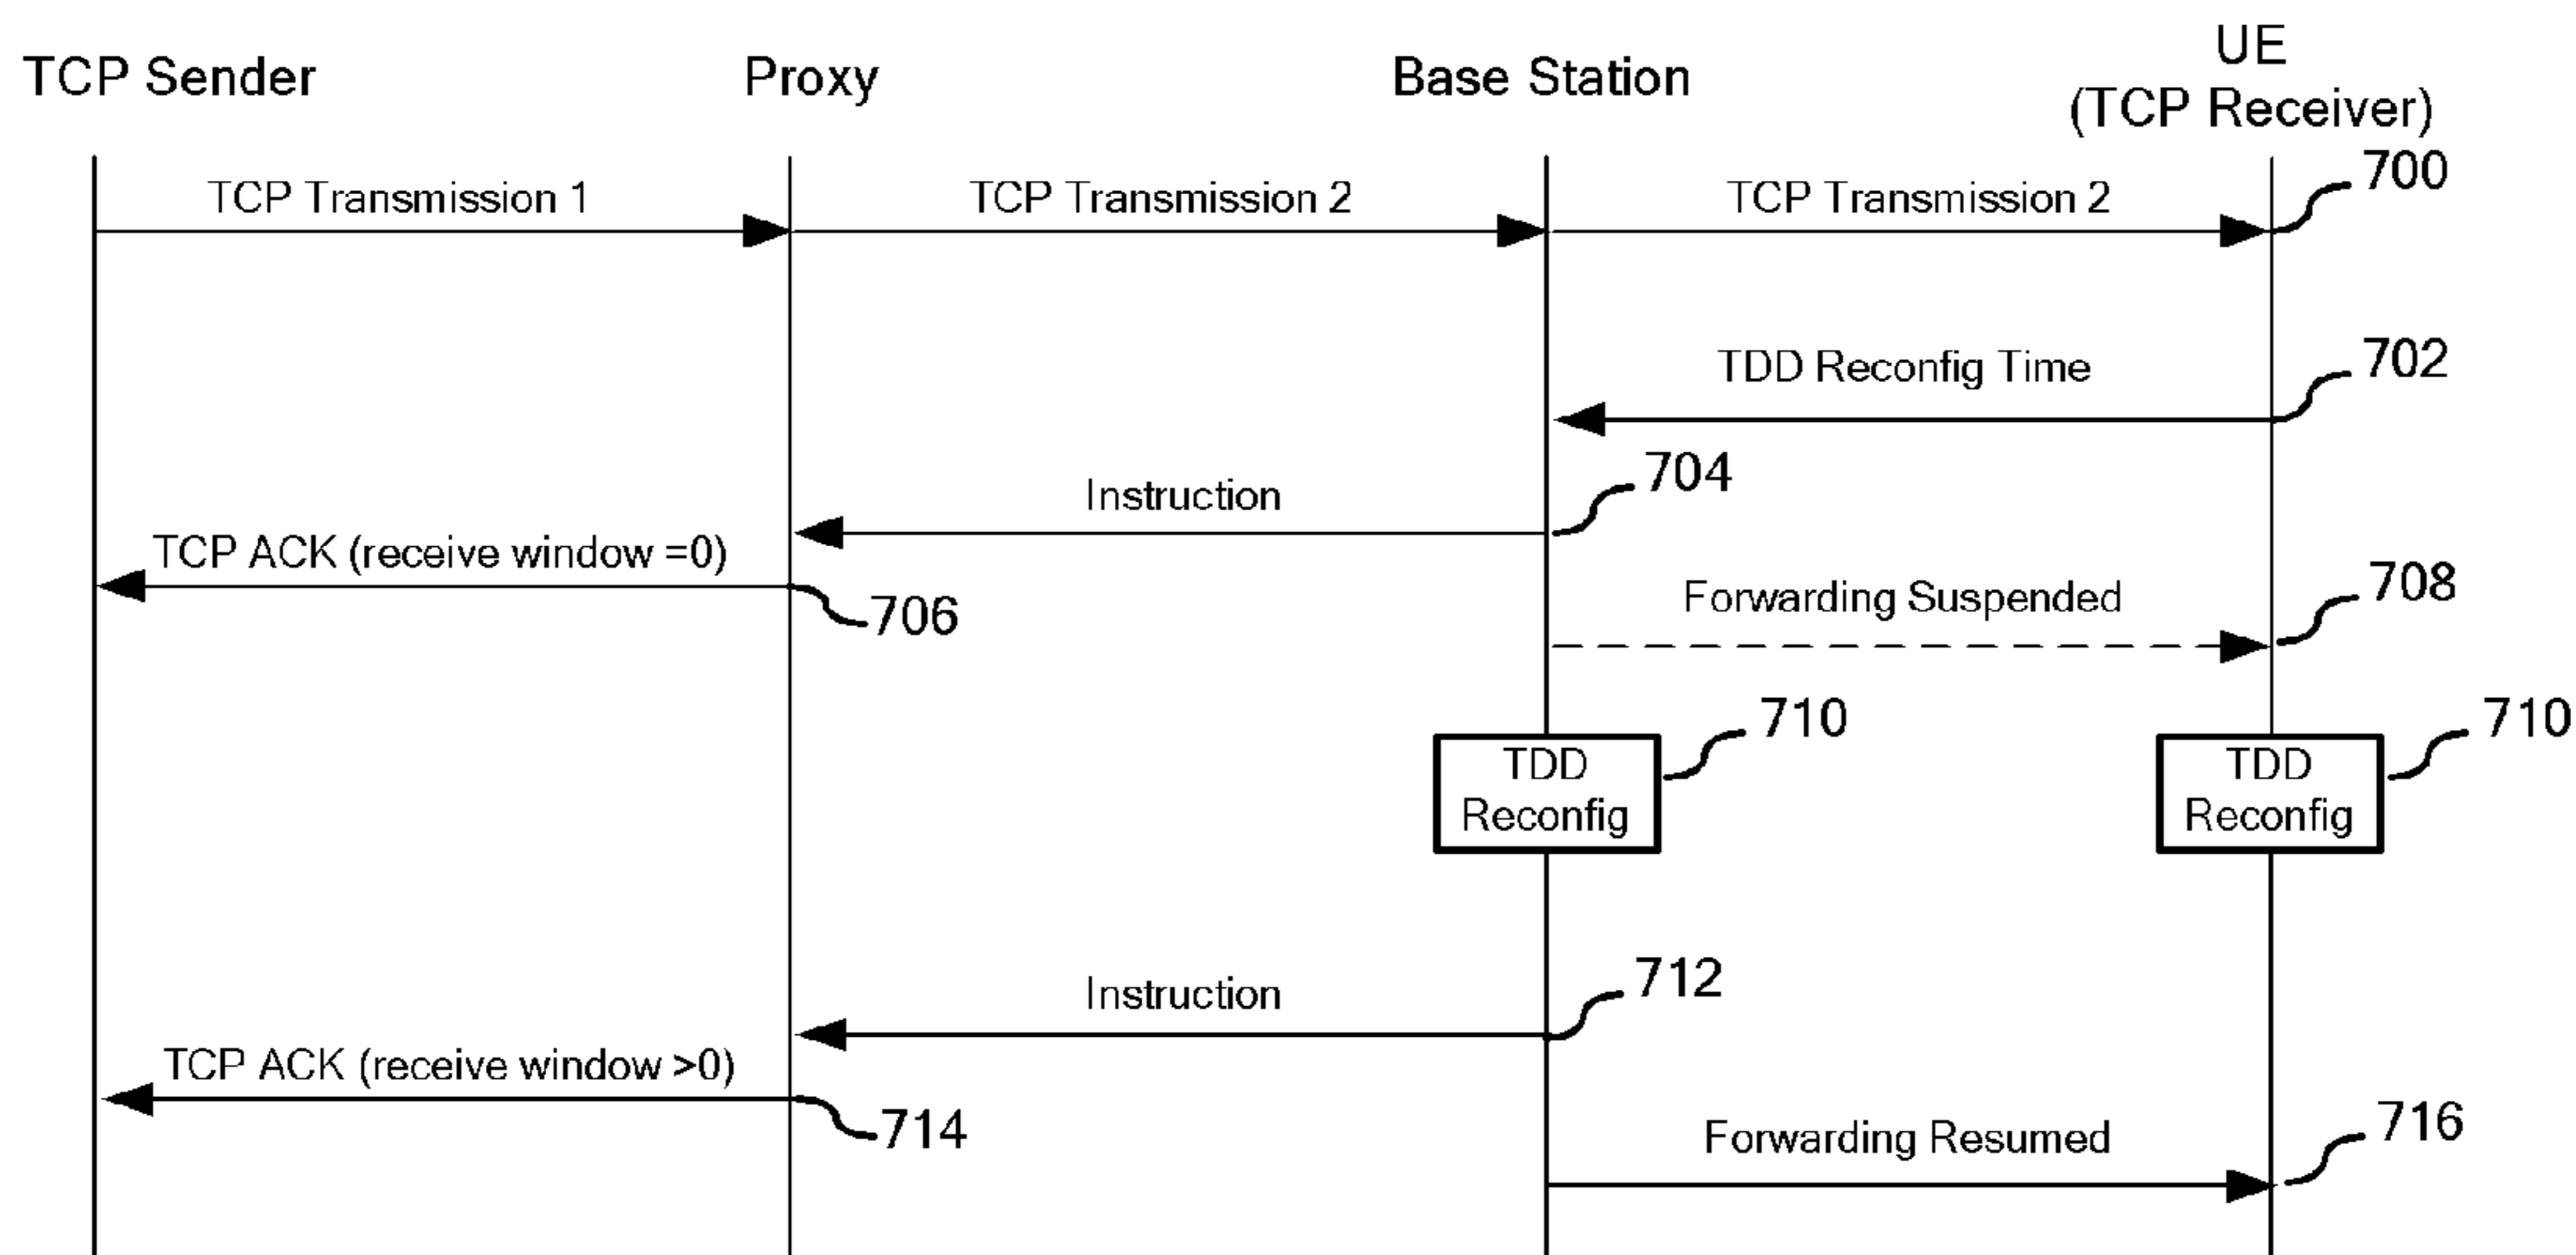 TCP Sender
Proxy
Base Station
UE
(TCP Receiver)
TCP Transmission 1
TCP Transmission 2
TCP Transmission 2
700
TDD Reconfig Time
702
Instruction
704
TCP ACK (receive window =0)
706
Forwarding Suspended
708
TDD
Reconfig
710
TDD
Reconfig
710
Instruction
712
TCP ACK (receive window >0)
714
Forwarding Resumed
716